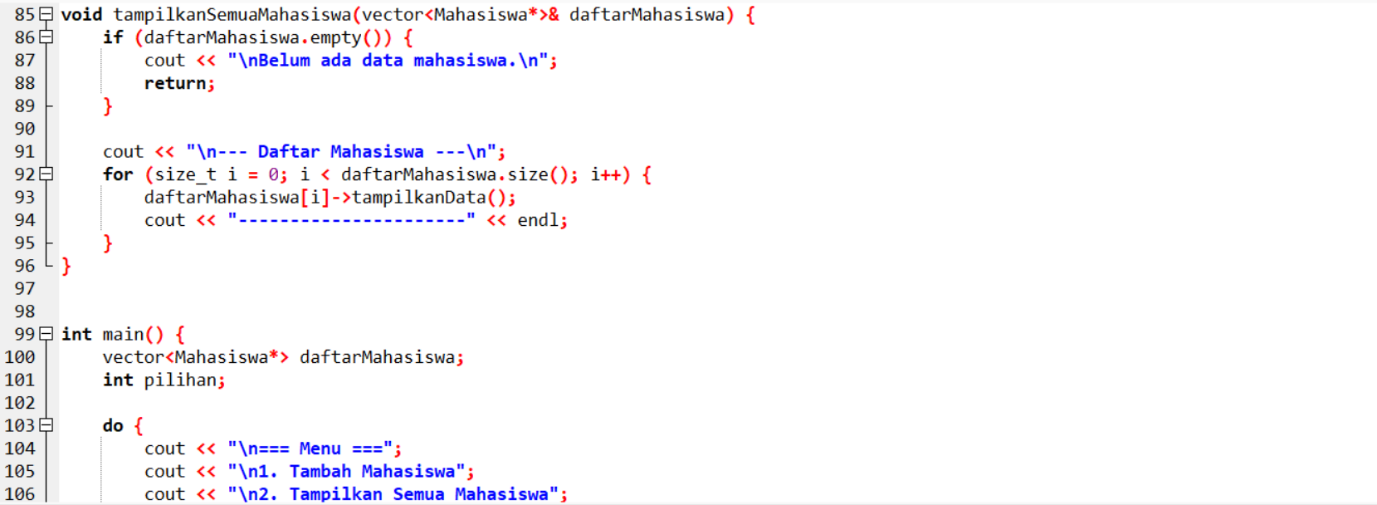 85 void tampilkanSemuaMahasiswa(vector<Mahasiswa*>& daftarMahasiswa) {
86     if (daftarMahasiswa.empty()) {
87         cout << "\nBelum ada data mahasiswa.\n";
88         return;
89     }
90
91     cout << "\n--- Daftar Mahasiswa ---\n";
92     for (size_t i = 0; i < daftarMahasiswa.size(); i++) {
93         daftarMahasiswa[i]->tampilkanData();
94         cout << "----------------------" << endl;
95     }
96 }
97
98
99 int main() {
100     vector<Mahasiswa*> daftarMahasiswa;
101     int pilihan;
102
103     do {
104         cout << "\n=== Menu ===";
105         cout << "\n1. Tambah Mahasiswa";
106         cout << "\n2. Tampilkan Semua Mahasiswa";